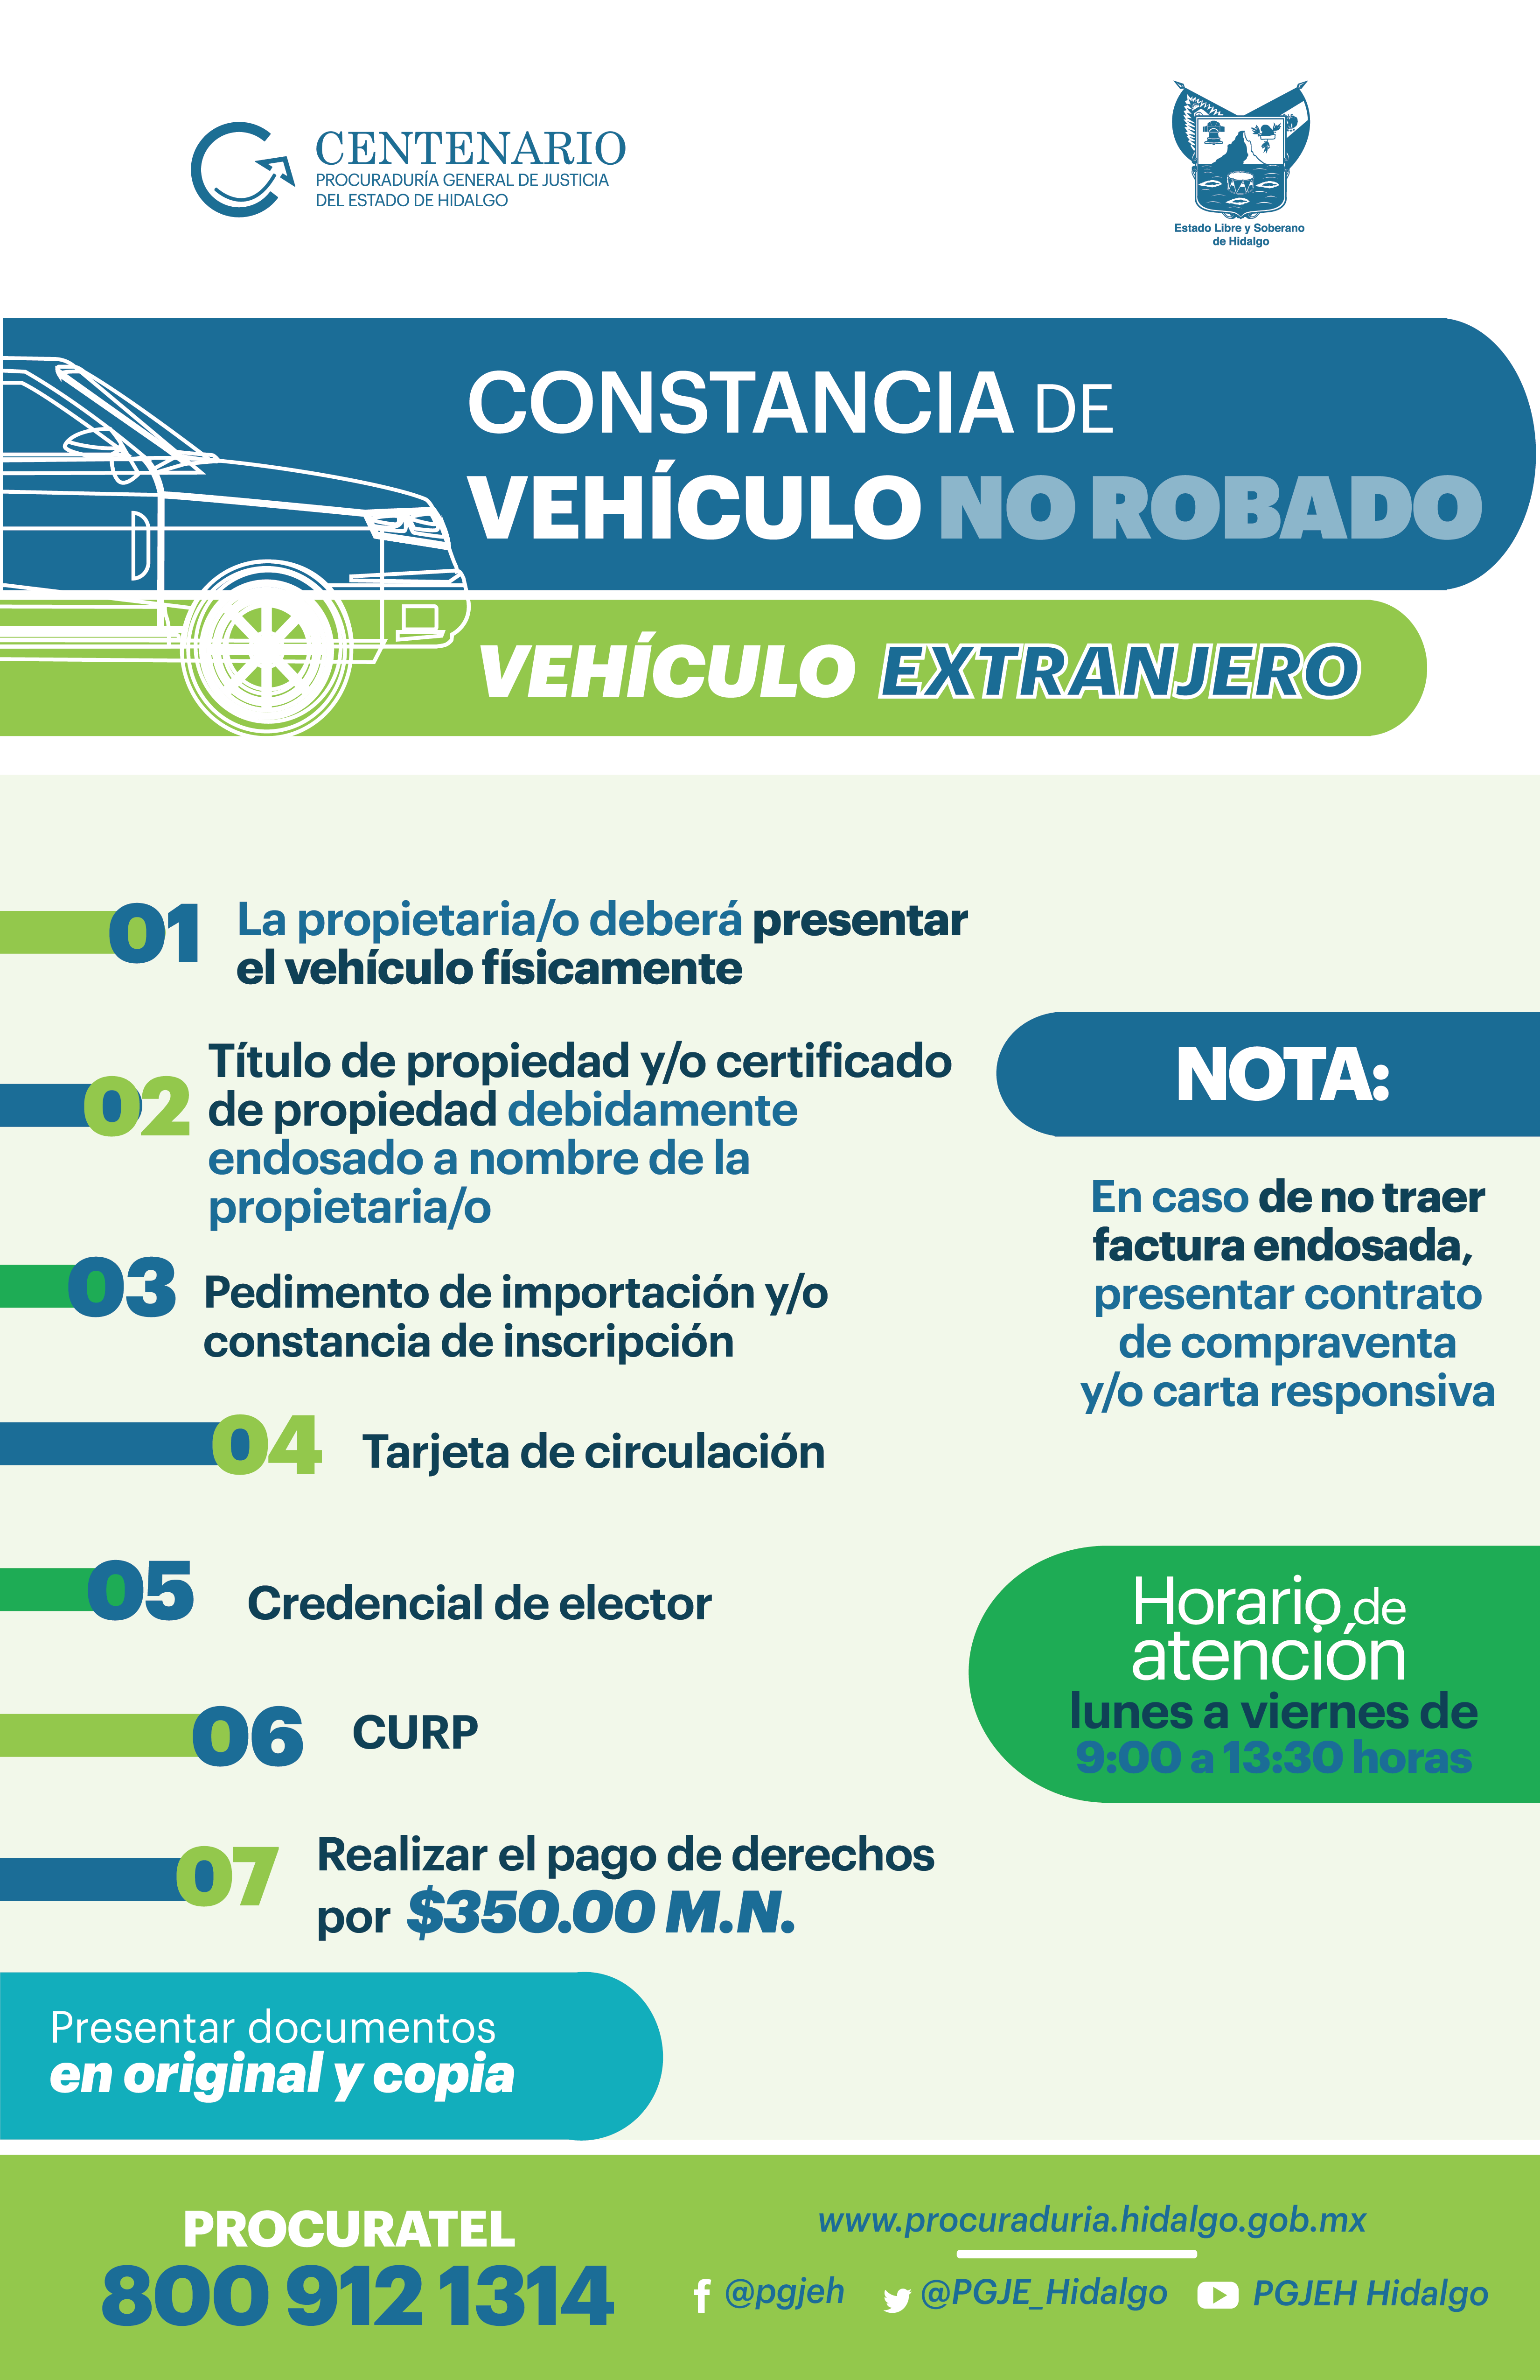 CENTENARIO
PROCURADURÍA GENERAL DE JUSTICIA
DEL ESTADO DE HIDALGO
Estado Libre y Soberano
de Hidalgo
CONSTANCIA DE
VEHÍCULO NO ROBADO
VEHÍCULO EXTRANJERO
01 La propietaria/o deberá presentar
el vehículo físicamente
02 Título de propiedad y/o certificado
de propiedad debidamente
endosado a nombre de la
propietaria/o
03 Pedimento de importación y/o
constancia de inscripción
04 Tarjeta de circulación
05 Credencial de elector
06 CURP
07 Realizar el pago de derechos
por $350.00 M.N.
NOTA:
En caso de no traer
factura endosada,
presentar contrato
de compraventa
y/o carta responsiva
Horario de
atención
lunes a viernes de
9:00 a 13:30 horas
Presentar documentos
en original y copia
PROCURATEL
800 912 1314
www.procuraduria.hidalgo.gob.mx
@pgjeh @PGJE_Hidalgo PGJEH Hidalgo